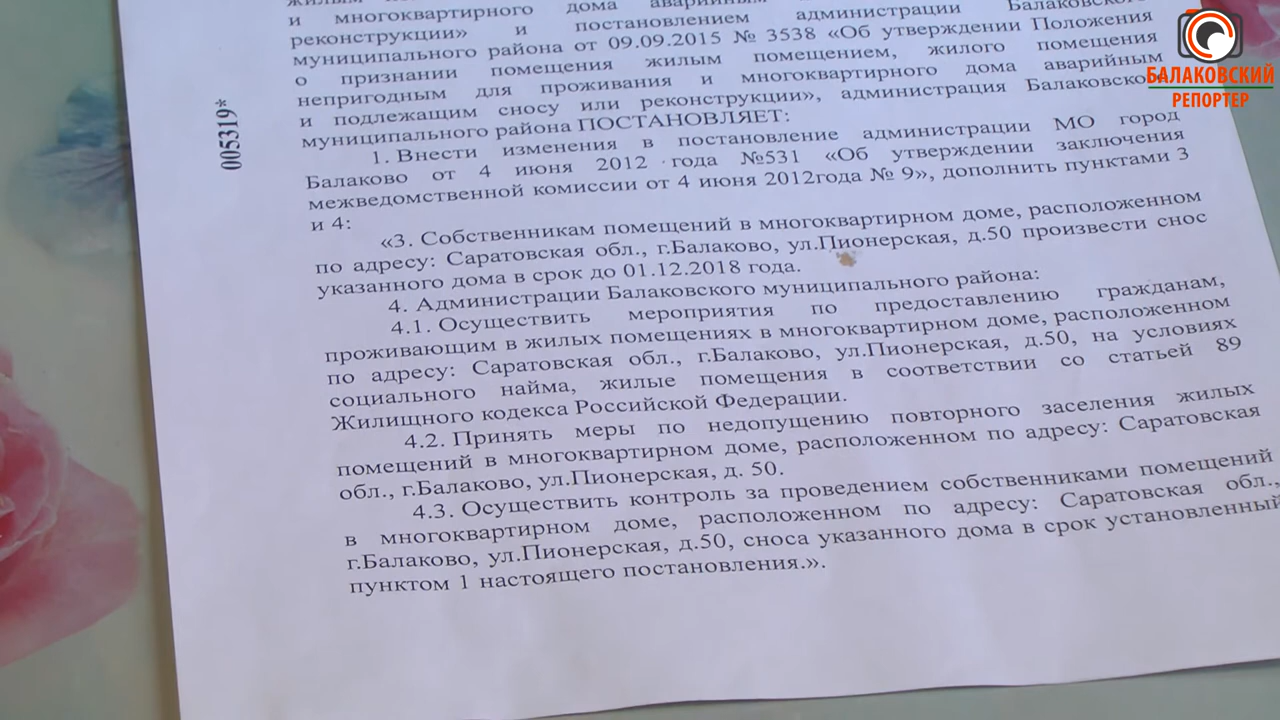 и многоквартирного дома аварийным
реконструкции» и постановлением администрации Балаковского
муниципального района от 09.09.2015 № 3538 «Об утверждении Положения
о признании помещения жилым помещением, жилого помещения
непригодным для проживания и многоквартирного дома аварийным
и подлежащим сносу или реконструкции», администрация Балаковского
муниципального района ПОСТАНОВЛЯЕТ:
1. Внести изменения в постановление администрации МО город
Балаково от 4 июня 2012 года №531 «Об утверждении заключения
межведомственной комиссии от 4 июня 2012года № 9», дополнить пунктами 3
и 4:
«3. Собственникам помещений в многоквартирном доме, расположенном
по адресу: Саратовская обл., г.Балаково, ул.Пионерская, д.50 произвести снос
указанного дома в срок до 01.12.2018 года.
4. Администрации Балаковского муниципального района:
4.1. Осуществить мероприятия по предоставлению гражданам,
проживающим в жилых помещениях в многоквартирном доме, расположенном
по адресу: Саратовская обл., г.Балаково, ул.Пионерская, д.50, на условиях
социального найма, жилые помещения в соответствии со статьей 89
Жилищного кодекса Российской Федерации.
4.2. Принять меры по недопущению повторного заселения жилых
помещений в многоквартирном доме, расположенном по адресу: Саратовская
обл., г.Балаково, ул.Пионерская, д. 50.
4.3. Осуществить контроль за проведением собственниками помещений
в многоквартирном доме, расположенном по адресу: Саратовская обл.,
г.Балаково, ул.Пионерская, д.50, сноса указанного дома в срок установленный
пунктом 1 настоящего постановления.».
005319*
БАЛАКОВСКИЙ
РЕПОРТЕР